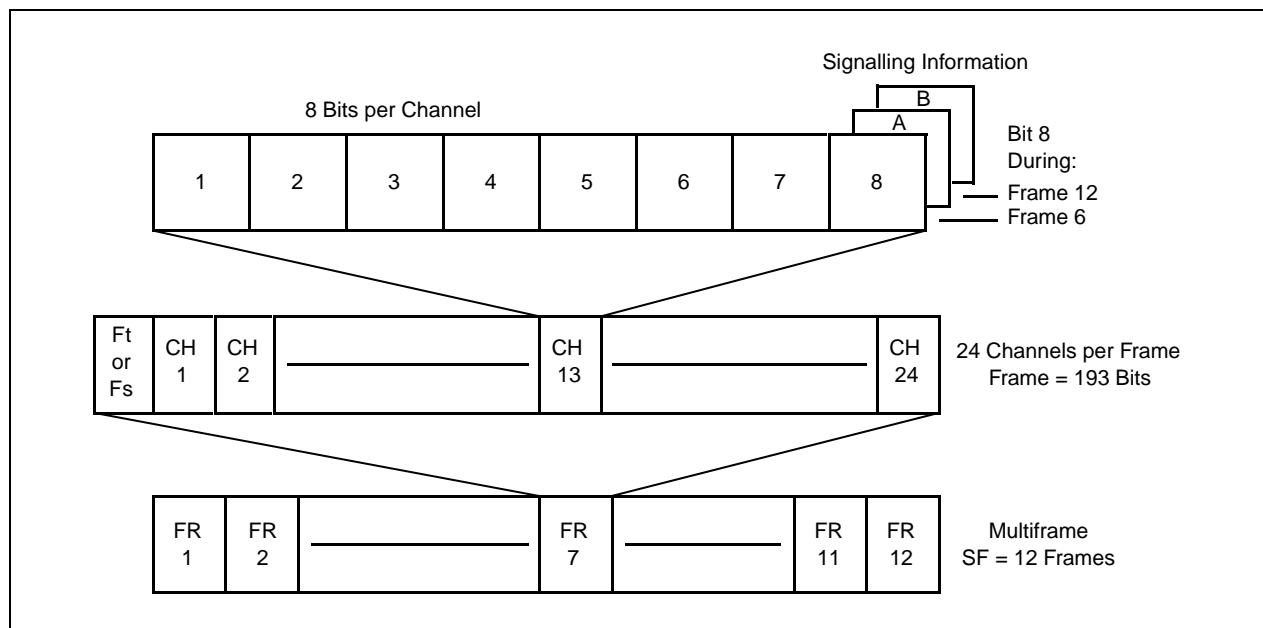 Signalling Information
8 Bits per Channel
B
A
Bit 8
During:
Frame 12
Frame 6
1 2 3 4 5 6 7 8
Ft
or
Fs
CH
1
CH
2
CH
13
CH
24
24 Channels per Frame
Frame = 193 Bits
FR
1
FR
2
FR
7
FR
11
FR
12
Multiframe
SF = 12 Frames